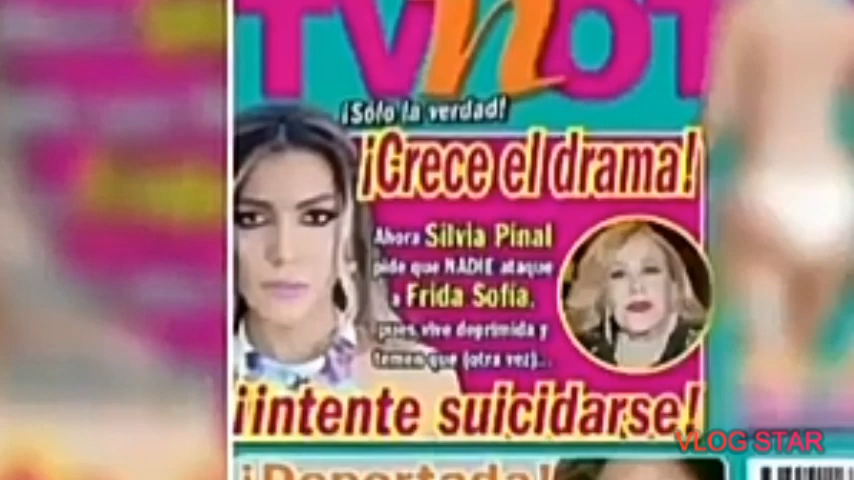 TVnOT
¡Sólo la verdad!
¡Crece el drama!
Ahora Silvia Pinal
pide que NADIE ataque
a Frida Sofía,
pues vive deprimida y
temen que (otra vez)...
¡intente suicidarse!
VLOG STAR
¡Deportada!